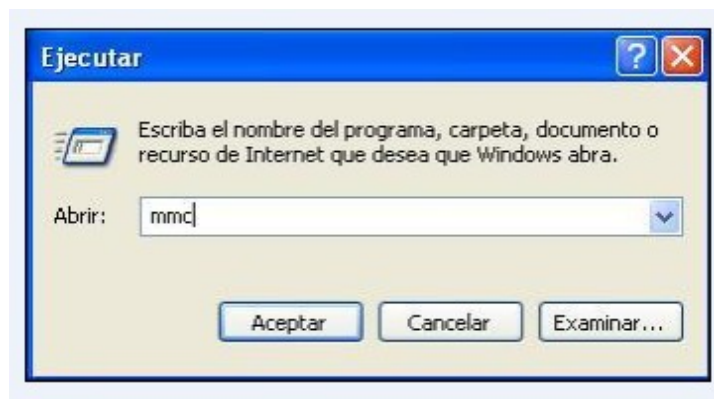 Ejecutar
Escriba el nombre del programa, carpeta, documento o
recurso de Internet que desea que Windows abra.
Abrir: mmc
Aceptar Cancelar Examinar...